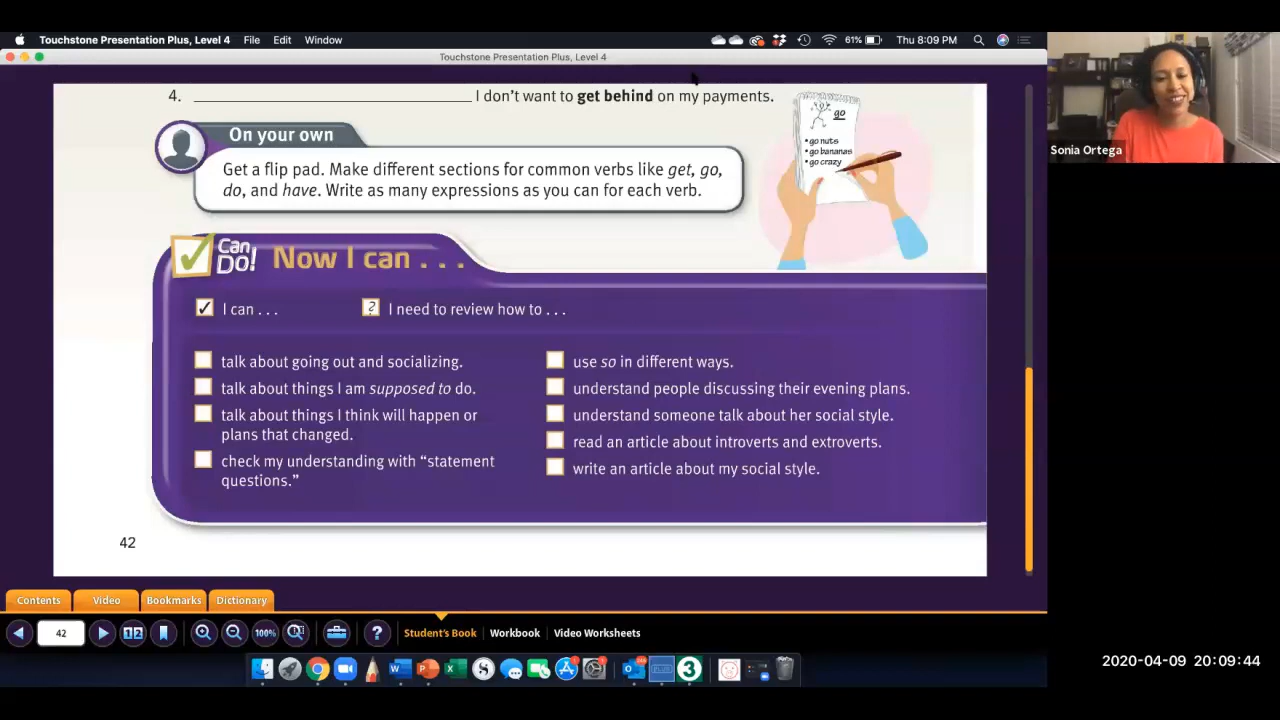 Touchstone Presentation Plus, Level 4 File Edit Window 61% Thu 8:09 PM
Touchstone Presentation Plus, Level 4
4. ______ I don't want to get behind on my payments.
On your own
Get a flip pad. Make different sections for common verbs like get, go,
do, and have. Write as many expressions as you can for each verb.
go
• go nuts
• go bananas
• go crazy
Sonia Ortega
Can Do! Now I can . . .
✓ I can . . . ? I need to review how to . . .
talk about going out and socializing.
talk about things I am supposed to do.
talk about things I think will happen or
plans that changed.
check my understanding with “statement
questions.”
use so in different ways.
understand people discussing their evening plans.
understand someone talk about her social style.
read an article about introverts and extroverts.
write an article about my social style.
42
Contents Video Bookmarks Dictionary
42 12 100% ? Student's Book Workbook Video Worksheets
2020-04-09 20:09:44